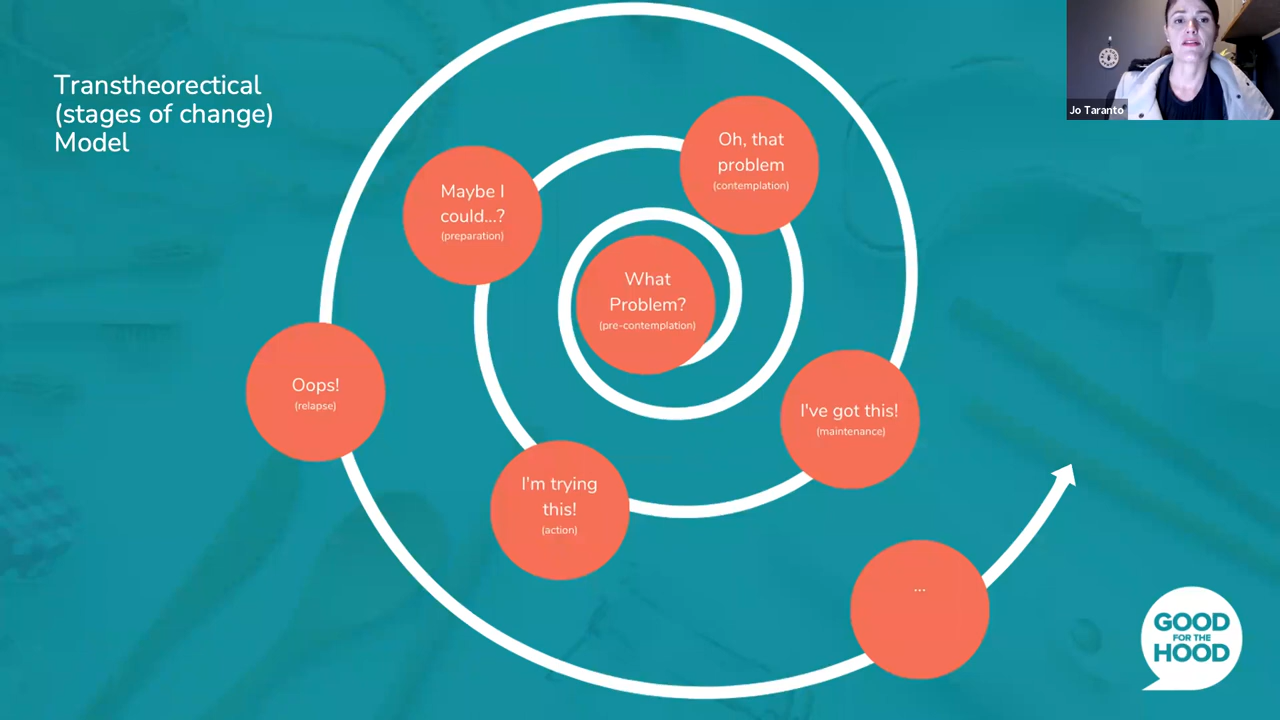 Transtheorectical
(stages of change)
Model
Jo Taranto
Oh, that
problem
(contemplation)
Maybe I
could...?
(preparation)
What
Problem?
(pre-contemplation)
Oops!
(relapse)
I've got this!
(maintenance)
I'm trying
this!
(action)
...
GOOD
FOR THE
HOOD